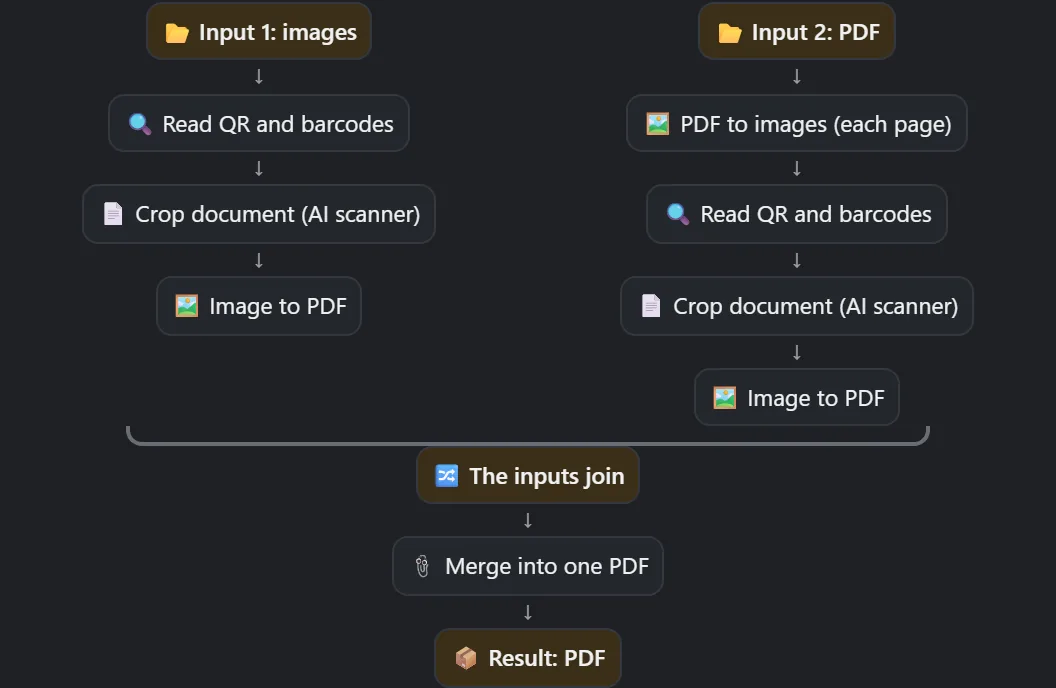 Input 1: images
Read QR and barcodes
Crop document (AI scanner)
Image to PDF
Input 2: PDF
PDF to images (each page)
Read QR and barcodes
Crop document (AI scanner)
Image to PDF
The inputs join
Merge into one PDF
Result: PDF